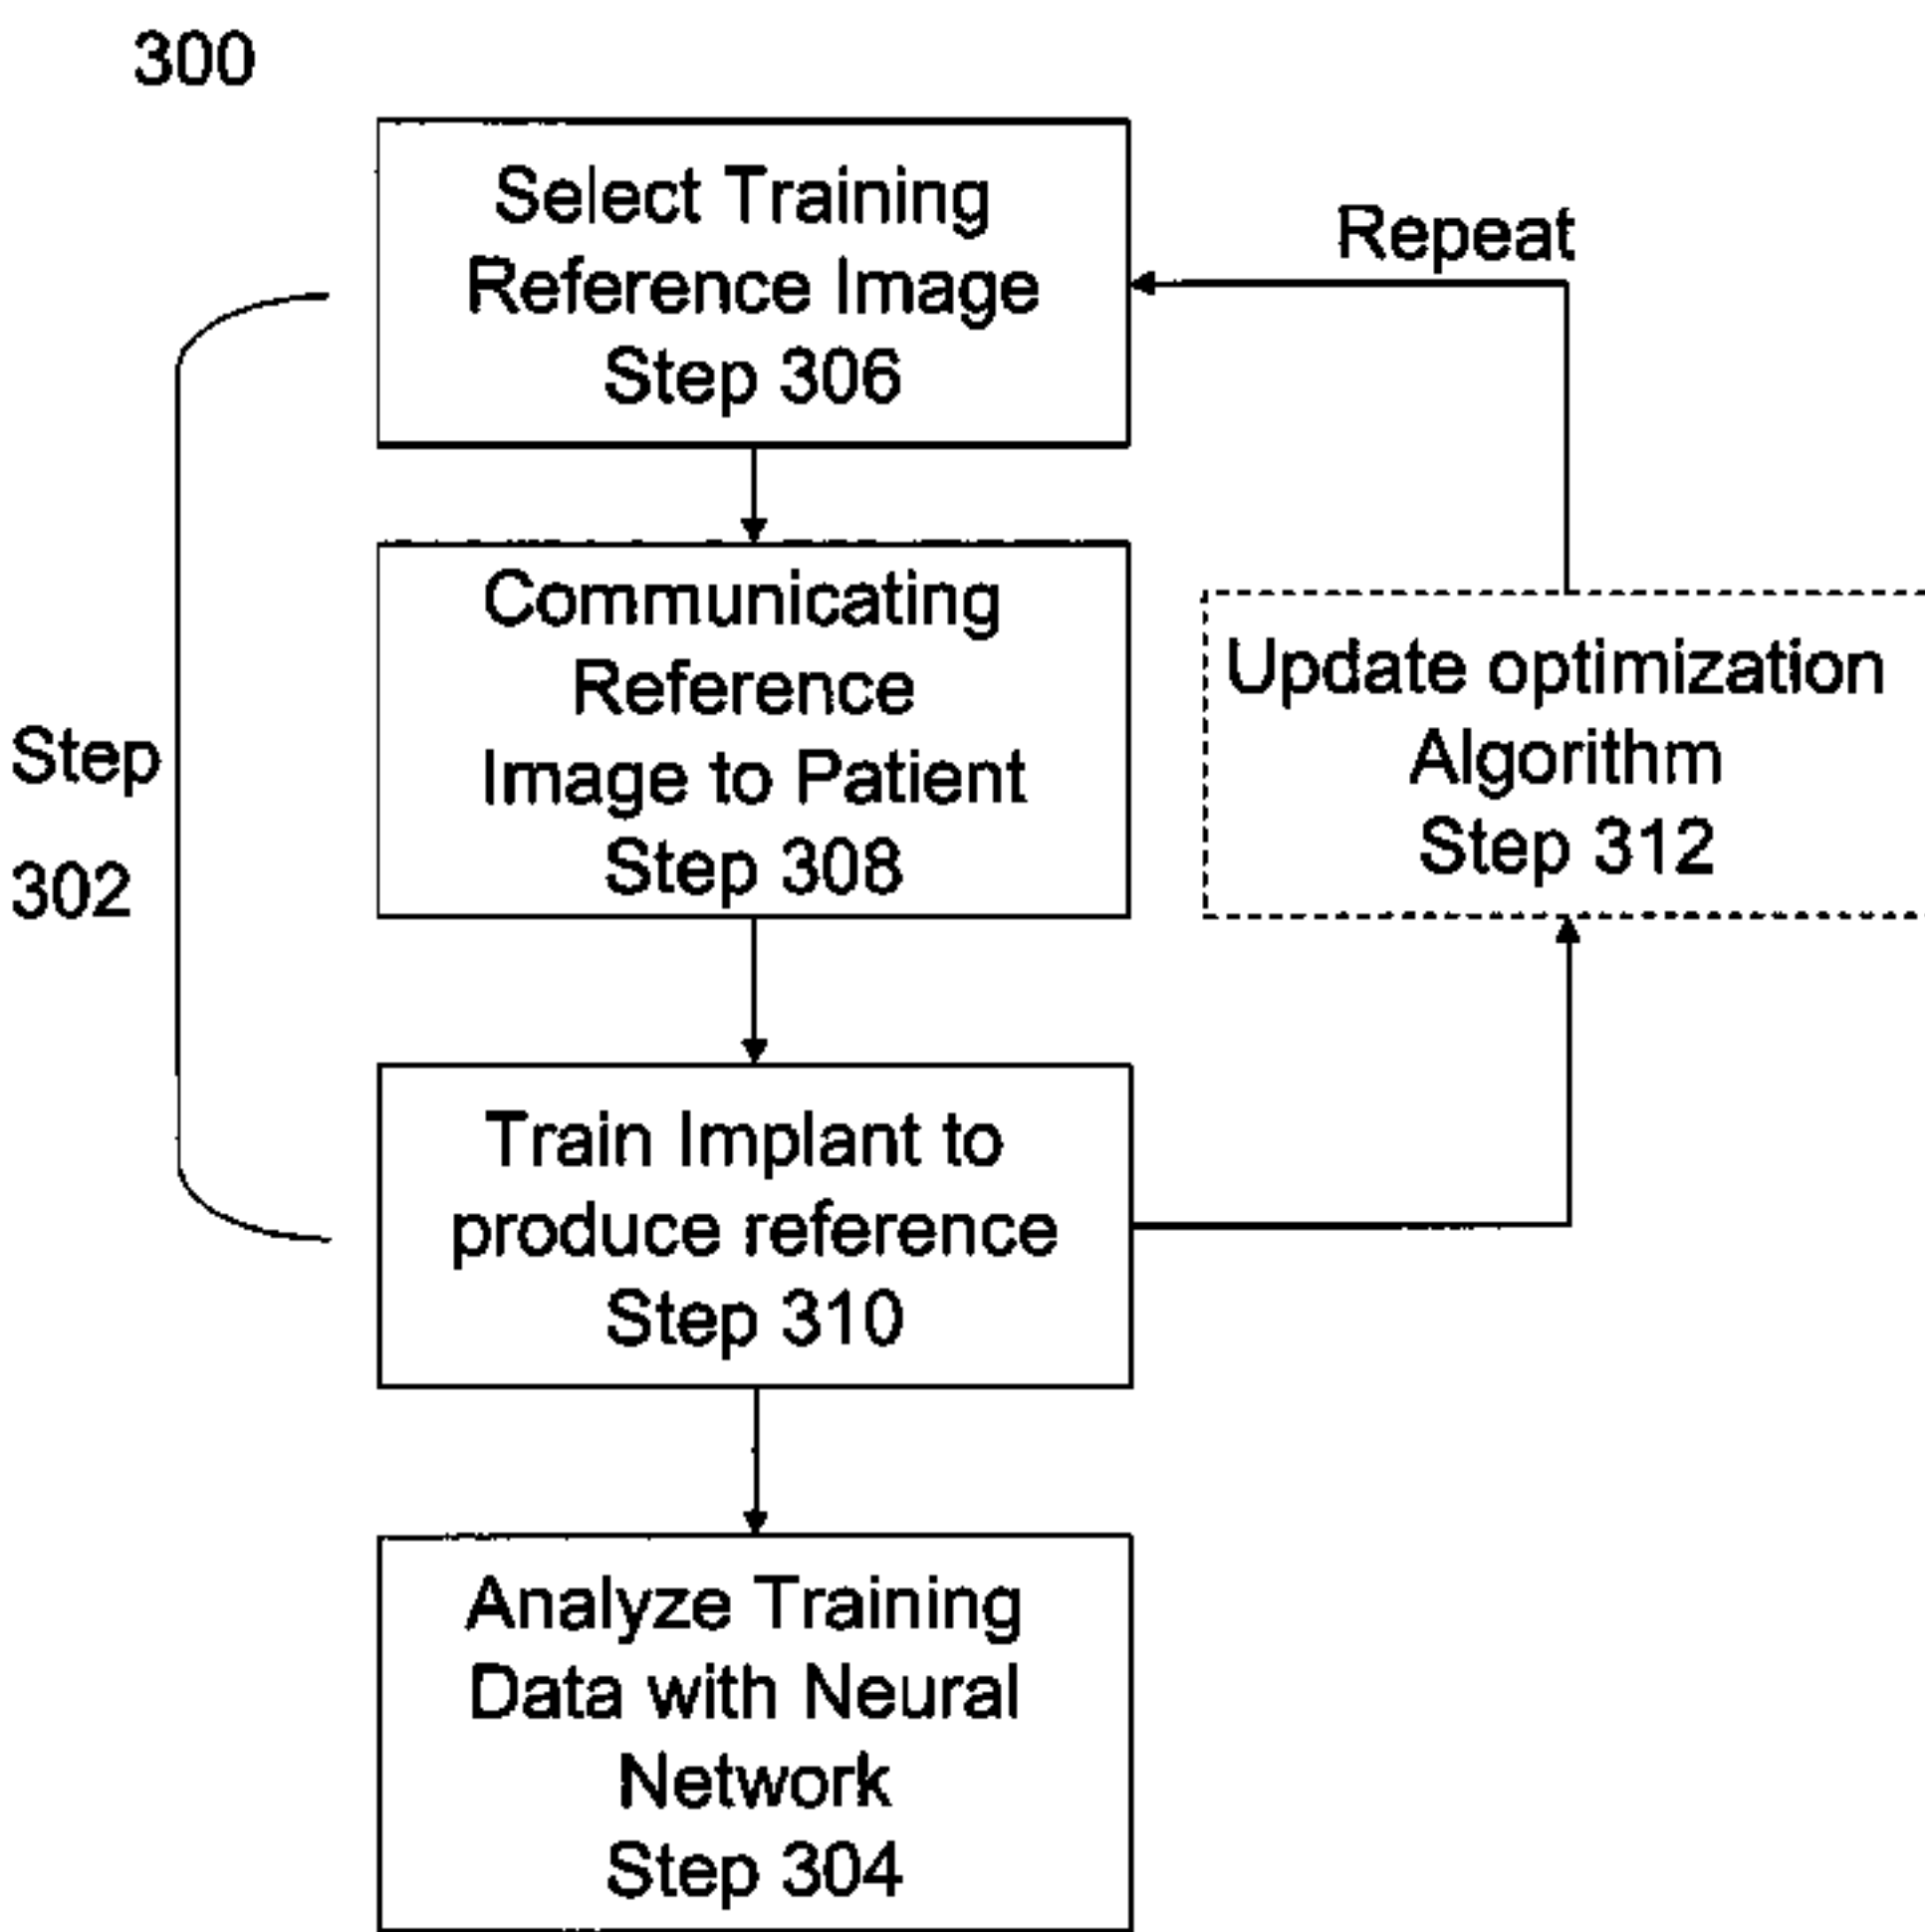 300
Select Training
Reference Image
Step 306
Repeat
Communicating
Reference
Image to Patient
Step 308
Update optimization
Algorithm
Step 312
Step
302
Train Implant to
produce reference
Step 310
Analyze Training
Data with Neural
Network
Step 304